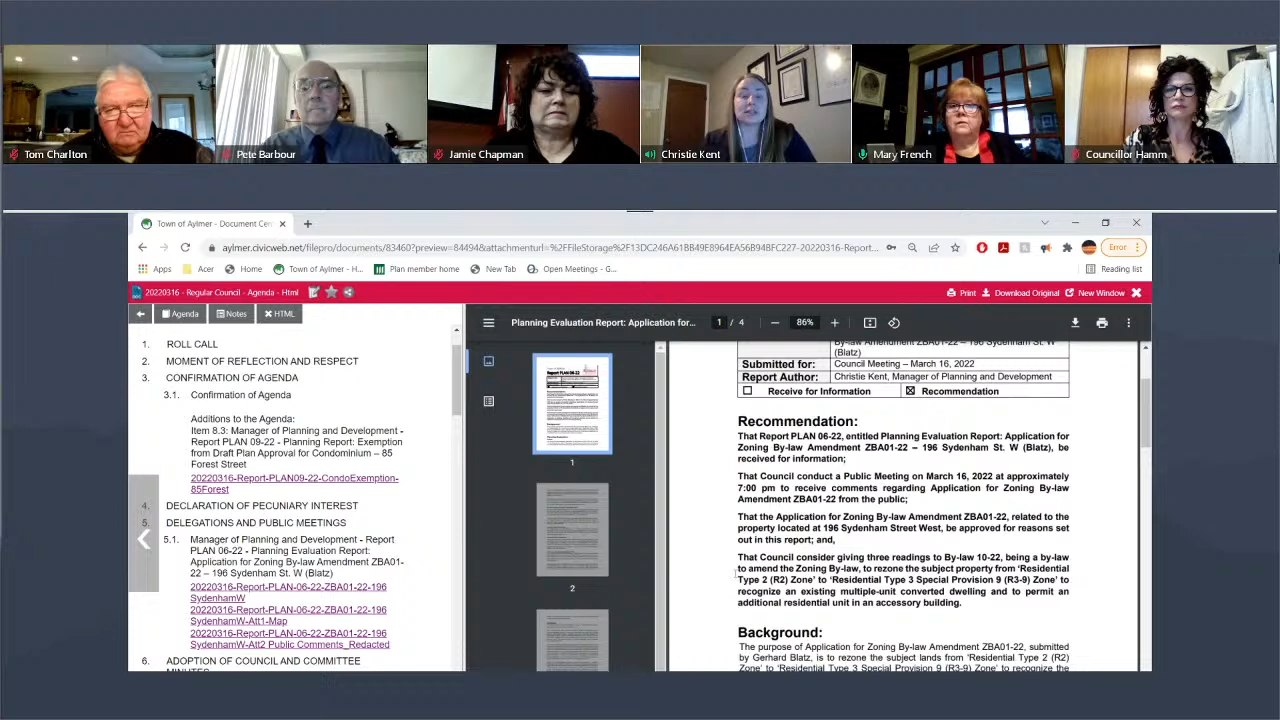 Tom Charlton
Pete Barbour
Jamie Chapman
Christie Kent
Mary French
Councillor Hamm
Town of Aylmer - Document Cen
aylmer.civicweb.net/filepro/documents/83460?preview=84494&attachmenturl=%2FFileStorage%2F13DC246A61BB49E8964EA56B94BFC227-20220316-Report...
Error
Apps
Acer
Home
Town of Aylmer - H...
Plan member home
New Tab
Open Meetings - G...
Reading list
20220316 - Regular Council - Agenda - Html
Print
Download Original
New Window
Agenda
Notes
HTML
1. ROLL CALL
2. MOMENT OF REFLECTION AND RESPECT
3. CONFIRMATION OF AGENDA
3.1. Confirmation of Agenda
Additions to the Agenda:
Item 8.3: Manager of Planning and Development -
Report PLAN 09-22 - Planning Report: Exemption
from Draft Plan Approval for Condominium – 85
Forest Street
20220316-Report-PLAN09-22-CondoExemption-
85Forest
4. DECLARATION OF PECUNIARY INTEREST
5. DELEGATIONS AND PUBLIC MEETINGS
5.1. Manager of Planning and Development - Report
PLAN 06-22 - Planning Evaluation Report:
Application for Zoning By-law Amendment ZBA01-
22 – 196 Sydenham St. W (Blatz)
20220316-Report-PLAN-06-22-ZBA01-22-196
SydenhamW
20220316-Report-PLAN-06-22-ZBA01-22-196
SydenhamW-Att1-Map
20220316-Report-PLAN-06-22-ZBA01-22-196
SydenhamW-Att2 Public Comments_Redacted
6. ADOPTION OF COUNCIL AND COMMITTEE
MINUTES
Planning Evaluation Report: Application for...
1 / 4
86%
1
2
By-law Amendment ZBA01-22 – 196 Sydenham St. W
(Blatz)
Submitted for: Council Meeting – March 16, 2022
Report Author: Christie Kent, Manager of Planning and Development
Receive for Information
Recommendation
Recommendation:
That Report PLAN 06-22, entitled Planning Evaluation Report: Application for
Zoning By-law Amendment ZBA01-22 – 196 Sydenham St. W (Blatz), be
received for information;
That Council conduct a Public Meeting on March 16, 2022 at approximately
7:00 pm to receive comments regarding Application for Zoning By-law
Amendment ZBA01-22 from the public;
That the Application for Zoning By-law Amendment ZBA01-22, related to the
property located at 196 Sydenham Street West, be approved for reasons set
out in this report; and,
That Council consider giving three readings to By-law 10-22, being a by-law
to amend the Zoning By-law, to rezone the subject property from ‘Residential
Type 2 (R2) Zone’ to ‘Residential Type 3 Special Provision 9 (R3-9) Zone’ to
recognize an existing multiple-unit converted dwelling and to permit an
additional residential unit in an accessory building.
Background:
The purpose of Application for Zoning By-law Amendment ZBA01-22, submitted
by Gerhard Blatz, is to rezone the subject lands from ‘Residential Type 2 (R2)
Zone’ to ‘Residential Type 3 Special Provision 9 (R3-9) Zone’ to recognize the